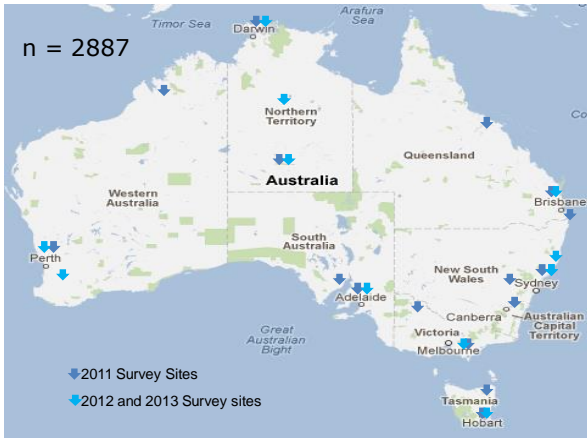 Timor Sea
Arafura
Sea
Darwin
n = 2887
Northern
Territory
Co
Queensland
Australia
Western
Australia
Brisbane
South
Australia
Perth
New South
Wales
Sydney
Adelaide
Canberra
Australian
Capital
Territory
Great
Australian
Bight
Victoria
Melbourne
2011 Survey Sites
Tasmania
2012 and 2013 Survey sites
Hobart